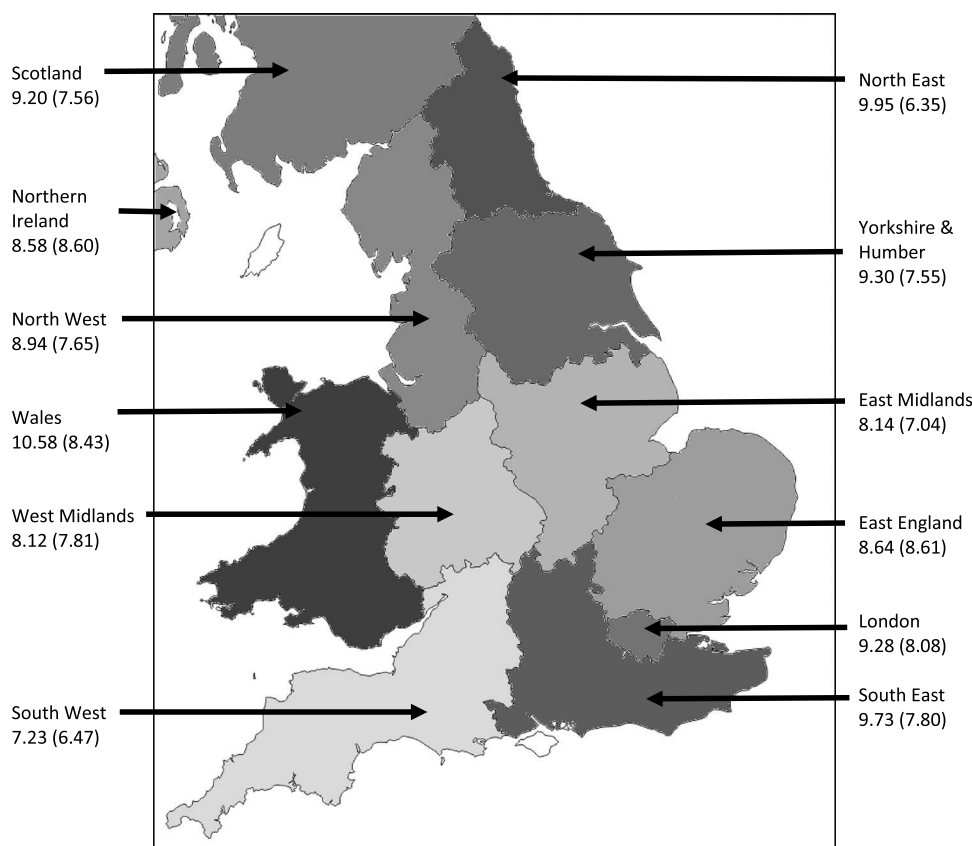 Scotland
9.20 (7.56)
Northern
Ireland
8.58 (8.60)
North West
8.94 (7.65)
Wales
10.58 (8.43)
West Midlands
8.12 (7.81)
South West
7.23 (6.47)
North East
9.95 (6.35)
Yorkshire &
Humber
9.30 (7.55)
East Midlands
8.14 (7.04)
East England
8.64 (8.61)
London
9.28 (8.08)
South East
9.73 (7.80)